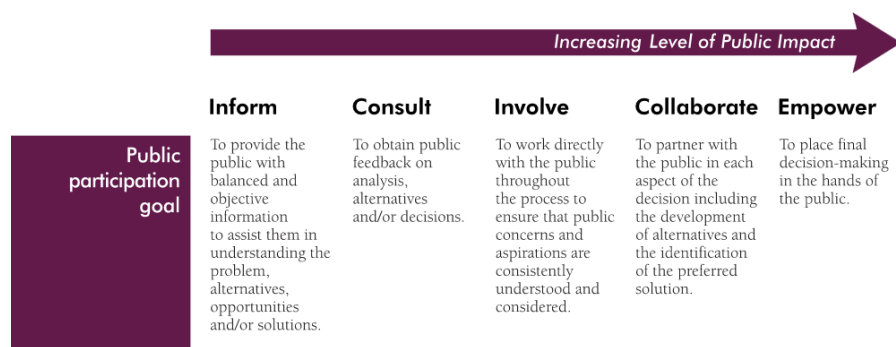 Increasing Level of Public Impact
Inform
Consult
Involve
Collaborate
Empower
Public
participation
goal
To provide the
public with
balanced and
objective
information
to assist them in
understanding the
problem,
alternatives,
opportunities
and/or solutions.
To obtain public
feedback on
analysis,
alternatives
and/or decisions.
To work directly
with the public
throughout
the process to
ensure that public
concerns and
aspirations are
consistently
understood and
considered.
To partner with
the public in each
aspect of the
decision including
the development
of alternatives and
the identification
of the preferred
solution.
To place final
decision-making
in the hands of
the public.